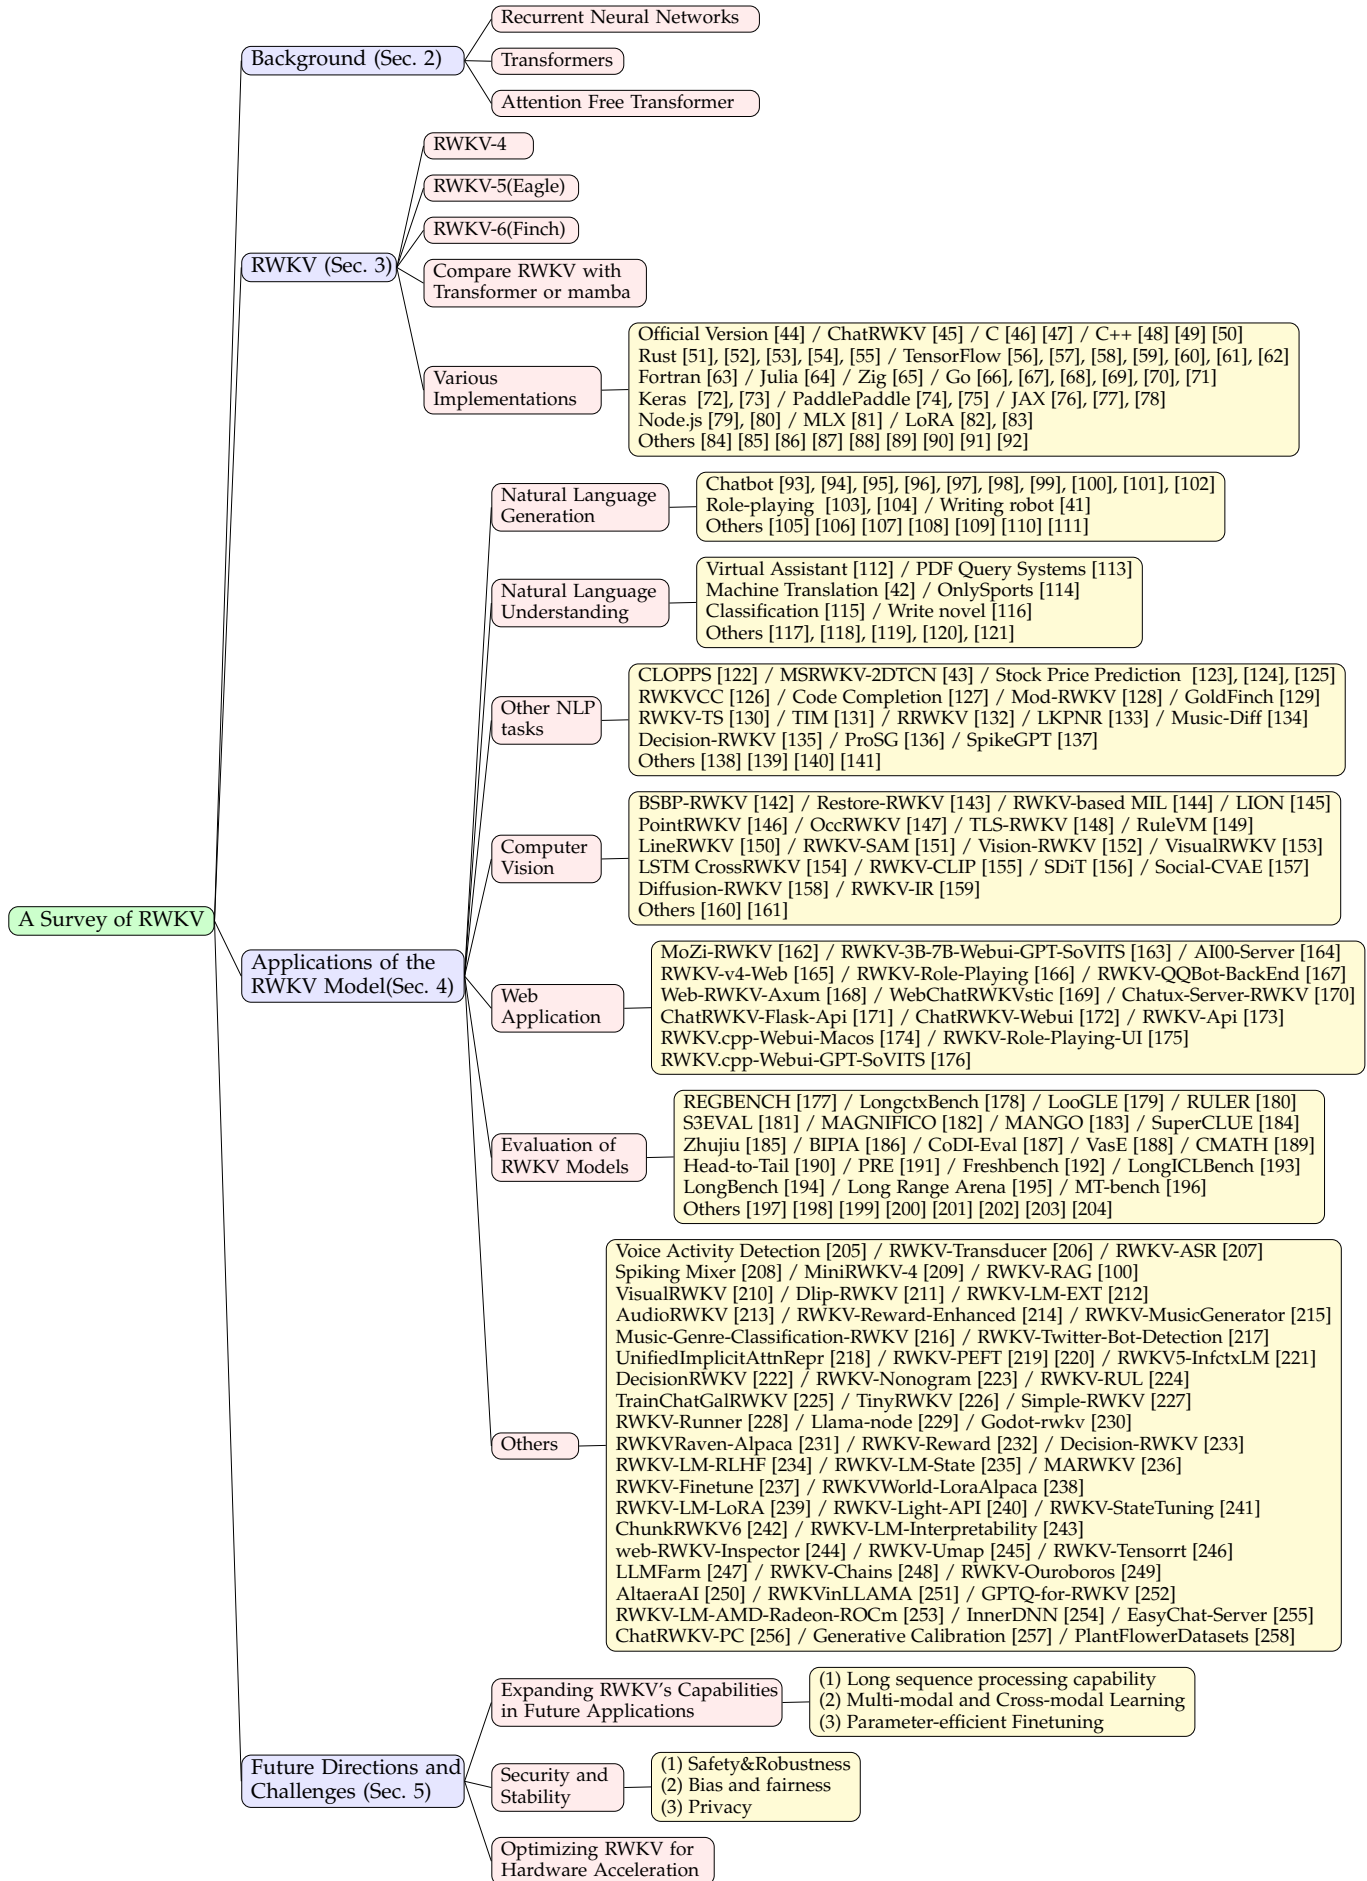 A Survey of RWKV
Background (Sec. 2)
Recurrent Neural Networks
Transformers
Attention Free Transformer
RWKV (Sec. 3)
RWKV-4
RWKV-5(Eagle)
RWKV-6(Finch)
Compare RWKV with
Transformer or mamba
Various
Implementations
Official Version [44] / ChatRWKV [45] / C [46] [47] / C++ [48] [49] [50]
Rust [51], [52], [53], [54], [55] / TensorFlow [56], [57], [58], [59], [60], [61], [62]
Fortran [63] / Julia [64] / Zig [65] / Go [66], [67], [68], [69], [70], [71]
Keras [72], [73] / PaddlePaddle [74], [75] / JAX [76], [77], [78]
Node.js [79], [80] / MLX [81] / LoRA [82], [83]
Others [84] [85] [86] [87] [88] [89] [90] [91] [92]
Applications of the
RWKV Model(Sec. 4)
Natural Language
Generation
Chatbot [93], [94], [95], [96], [97], [98], [99], [100], [101], [102]
Role-playing [103], [104] / Writing robot [41]
Others [105] [106] [107] [108] [109] [110] [111]
Natural Language
Understanding
Virtual Assistant [112] / PDF Query Systems [113]
Machine Translation [42] / OnlySports [114]
Classification [115] / Write novel [116]
Others [117], [118], [119], [120], [121]
Other NLP
tasks
CLOPPS [122] / MSRWKV-2DTCN [43] / Stock Price Prediction [123], [124], [125]
RWKVCC [126] / Code Completion [127] / Mod-RWKV [128] / GoldFinch [129]
RWKV-TS [130] / TIM [131] / RRWKV [132] / LKPNR [133] / Music-Diff [134]
Decision-RWKV [135] / ProSG [136] / SpikeGPT [137]
Others [138] [139] [140] [141]
Computer
Vision
BSBP-RWKV [142] / Restore-RWKV [143] / RWKV-based MIL [144] / LION [145]
PointRWKV [146] / OccRWKV [147] / TLS-RWKV [148] / RuleVM [149]
LineRWKV [150] / RWKV-SAM [151] / Vision-RWKV [152] / VisualRWKV [153]
LSTM CrossRWKV [154] / RWKV-CLIP [155] / SDiT [156] / Social-CVAE [157]
Diffusion-RWKV [158] / RWKV-IR [159]
Others [160] [161]
Web
Application
MoZi-RWKV [162] / RWKV-3B-7B-Webui-GPT-SoVITS [163] / AI00-Server [164]
RWKV-v4-Web [165] / RWKV-Role-Playing [166] / RWKV-QQBot-BackEnd [167]
Web-RWKV-Axum [168] / WebChatRWKVstic [169] / Chatux-Server-RWKV [170]
ChatRWKV-Flask-Api [171] / ChatRWKV-Webui [172] / RWKV-Api [173]
RWKV.cpp-Webui-Macos [174] / RWKV-Role-Playing-UI [175]
RWKV.cpp-Webui-GPT-SoVITS [176]
Evaluation of
RWKV Models
REGBENCH [177] / LongctxBench [178] / LooGLE [179] / RULER [180]
S3EVAL [181] / MAGNIFICO [182] / MANGO [183] / SuperCLUE [184]
Zhujiu [185] / BIPIA [186] / CoDI-Eval [187] / VasE [188] / CMATH [189]
Head-to-Tail [190] / PRE [191] / Freshbench [192] / LongICLBench [193]
LongBench [194] / Long Range Arena [195] / MT-bench [196]
Others [197] [198] [199] [200] [201] [202] [203] [204]
Others
Voice Activity Detection [205] / RWKV-Transducer [206] / RWKV-ASR [207]
Spiking Mixer [208] / MiniRWKV-4 [209] / RWKV-RAG [100]
VisualRWKV [210] / Dlip-RWKV [211] / RWKV-LM-EXT [212]
AudioRWKV [213] / RWKV-Reward-Enhanced [214] / RWKV-MusicGenerator [215]
Music-Genre-Classification-RWKV [216] / RWKV-Twitter-Bot-Detection [217]
UnifiedImplicitAttnRepr [218] / RWKV-PEFT [219] [220] / RWKV5-InfctxLM [221]
DecisionRWKV [222] / RWKV-Nonogram [223] / RWKV-RUL [224]
TrainChatGalRWKV [225] / TinyRWKV [226] / Simple-RWKV [227]
RWKV-Runner [228] / Llama-node [229] / Godot-rwkv [230]
RWKVRaven-Alpaca [231] / RWKV-Reward [232] / Decision-RWKV [233]
RWKV-LM-RLHF [234] / RWKV-LM-State [235] / MARWKV [236]
RWKV-Finetune [237] / RWKVWorld-LoraAlpaca [238]
RWKV-LM-LoRA [239] / RWKV-Light-API [240] / RWKV-StateTuning [241]
ChunkRWKV6 [242] / RWKV-LM-Interpretability [243]
web-RWKV-Inspector [244] / RWKV-Umap [245] / RWKV-Tensorrt [246]
LLMFarm [247] / RWKV-Chains [248] / RWKV-Ouroboros [249]
AltaeraAI [250] / RWKVinLLAMA [251] / GPTQ-for-RWKV [252]
RWKV-LM-AMD-Radeon-ROCm [253] / InnerDNN [254] / EasyChat-Server [255]
ChatRWKV-PC [256] / Generative Calibration [257] / PlantFlowerDatasets [258]
Future Directions and
Challenges (Sec. 5)
Expanding RWKV's Capabilities
in Future Applications
(1) Long sequence processing capability
(2) Multi-modal and Cross-modal Learning
(3) Parameter-efficient Finetuning
Security and
Stability
(1) Safety&Robustness
(2) Bias and fairness
(3) Privacy
Optimizing RWKV for
Hardware Acceleration